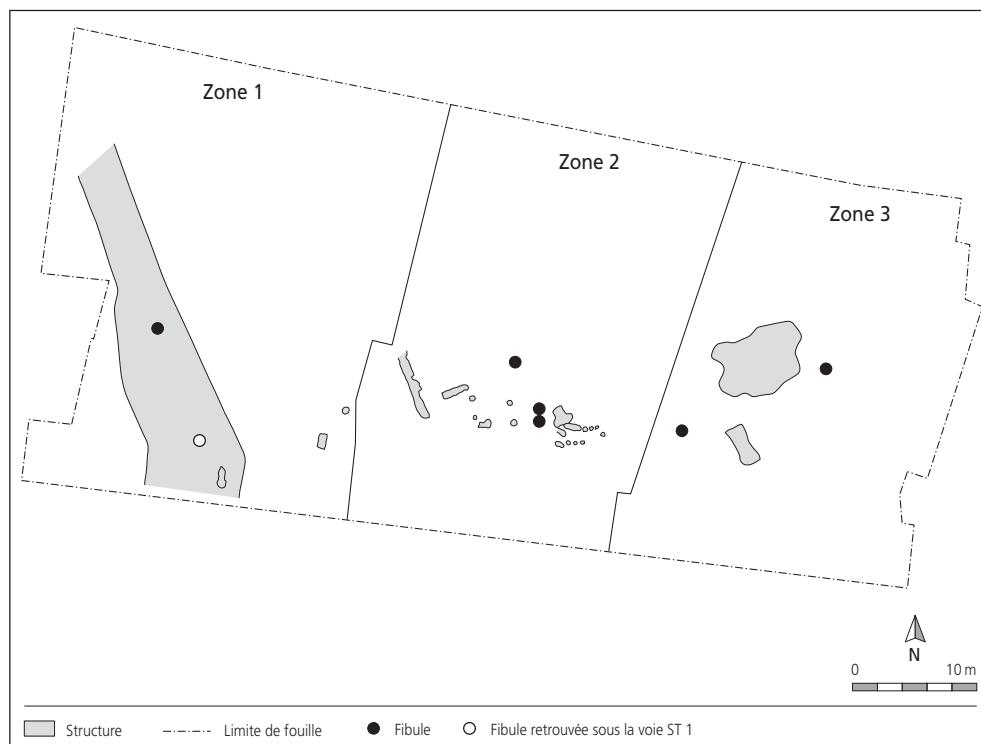 Zone 1
Zone 2
Zone 3
N
0 10 m
Structure Limite de fouille Fibule Fibule retrouvée sous la voie ST 1